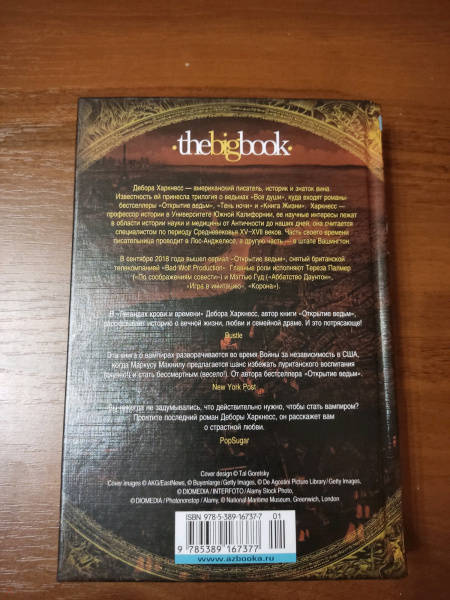 ·thebigbook·
Дебора Харкнесс — американский писатель, историк и знаток вина.
Известность ей принесла трилогия о ведьмах «Все души», куда входят романы-
бестселлеры «Открытие ведьм», «Тень ночи» и «Книга Жизни». Харкнесс —
профессор истории в Университете Южной Калифорнии, ее научные интересы лежат
в области истории науки и медицины от Античности до наших дней, она считается
специалистом по периоду Средневековья XV–XVII веков. Часть своего времени
писательница проводит в Лос-Анджелесе, а другую часть — в штате Вашингтон.
В сентябре 2018 года вышел сериал «Открытие ведьм», снятый британской
телекомпанией «Bad Wolf Production». Главные роли исполняют Тереза Палмер
(«По соображениям совести») и Мэттью Гуд («Аббатство Даунтон»,
«Игра в имитацию», «Корона»).
В «Легендах крови и времени» Дебора Харкнесс, автор книги «Открытие ведьм»,
рассказывает историю о вечной жизни, любви и семейной драме. И это потрясающе!
Bustle
Эта книга о вампирах разворачивается во время Войны за независимость в США,
когда Маркусу Макнилу предлагается шанс избежать пуританского воспитания
(скучно!) и стать бессмертным (весело!). От автора бестселлера «Открытие ведьм».
New York Post
Вы никогда не задумывались, что действительно нужно, чтобы стать вампиром?
Прочтите последний роман Деборы Харкнесс, он расскажет вам
о страстной любви.
PopSugar
Cover design © Tal Goretsky
Cover images © AKG/EastNews, © Buyenlarge/Getty Images, © De Agostini Picture Library/Getty Images,
© DIOMEDIA/INTERFOTO/Alamy Stock Photo,
© DIOMEDIA/Photononstop/Alamy, © National Maritime Museum, Greenwich, London
ISBN 978-5-389-16737-7 01
9 785389 167377
www.azbooka.ru